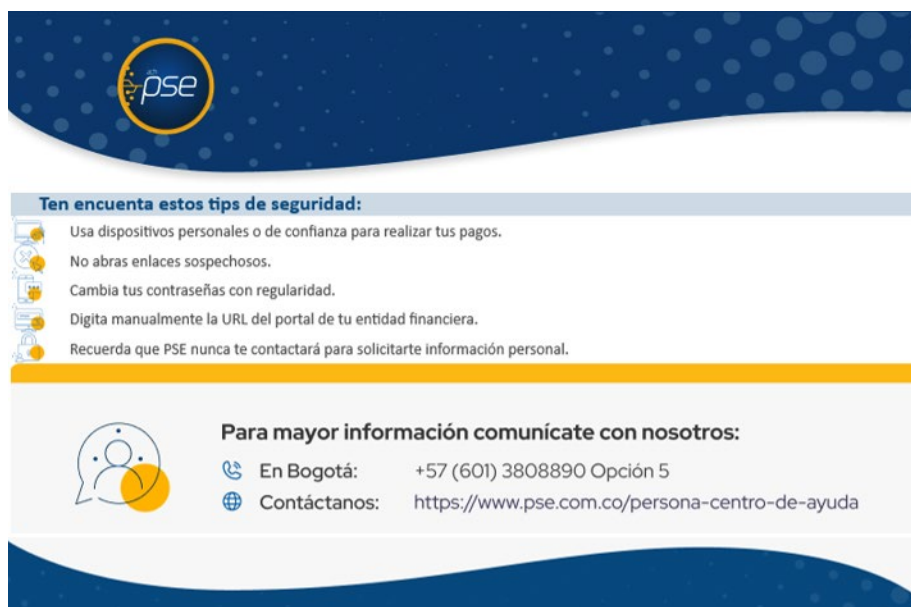 ach
pse
Ten encuenta estos tips de seguridad:
Usa dispositivos personales o de confianza para realizar tus pagos.
No abras enlaces sospechosos.
Cambia tus contraseñas con regularidad.
Digita manualmente la URL del portal de tu entidad financiera.
Recuerda que PSE nunca te contactará para solicitarte información personal.
Para mayor información comunícate con nosotros:
En Bogotá: +57 (601) 3808890 Opción 5
Contáctanos: https://www.pse.com.co/persona-centro-de-ayuda